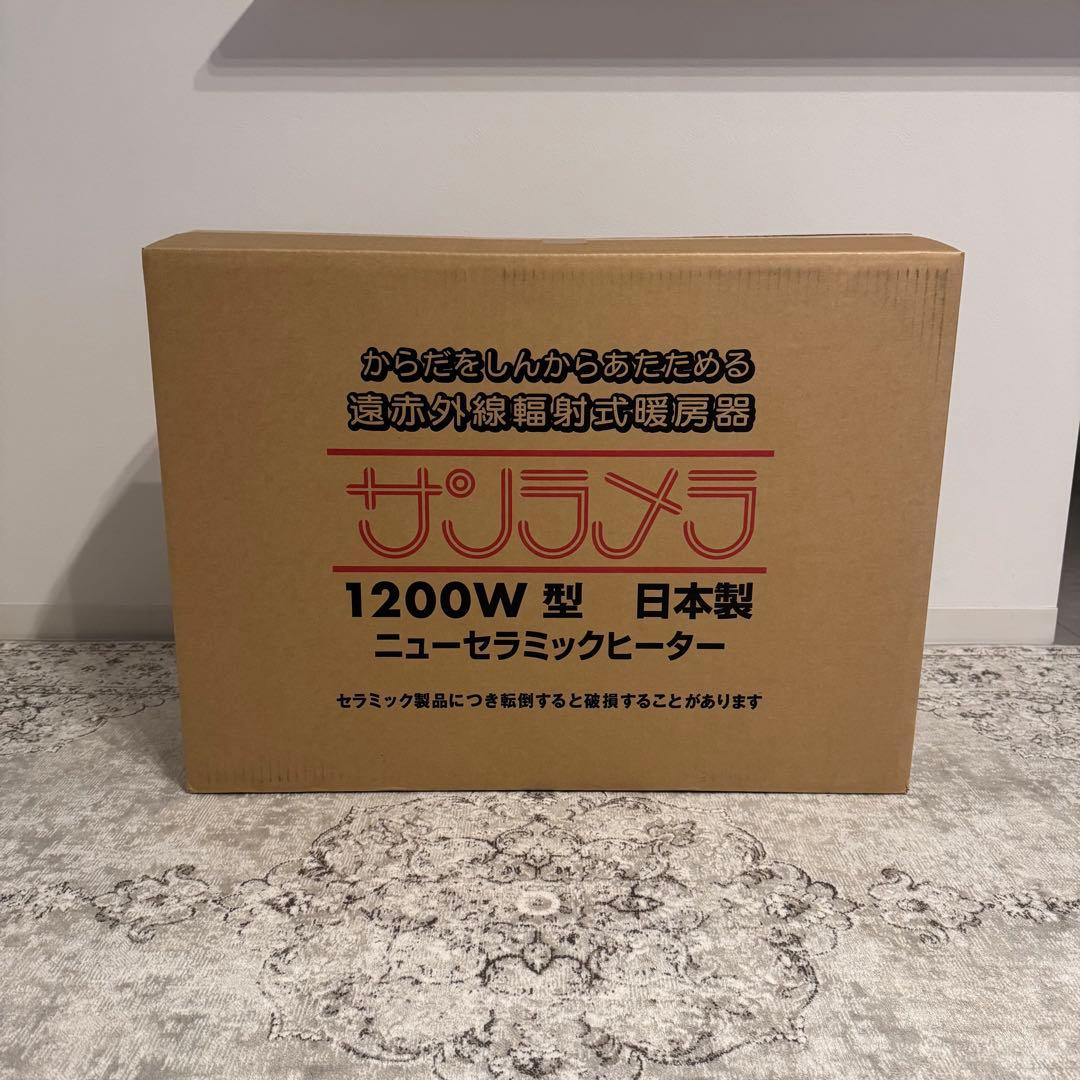 からだをしんからあたためる
遠赤外線輻射式暖房器
サンラメラ
1200W 型 日本製
ニューセラミックヒーター
セラミック製品につき転倒すると破損することがあります